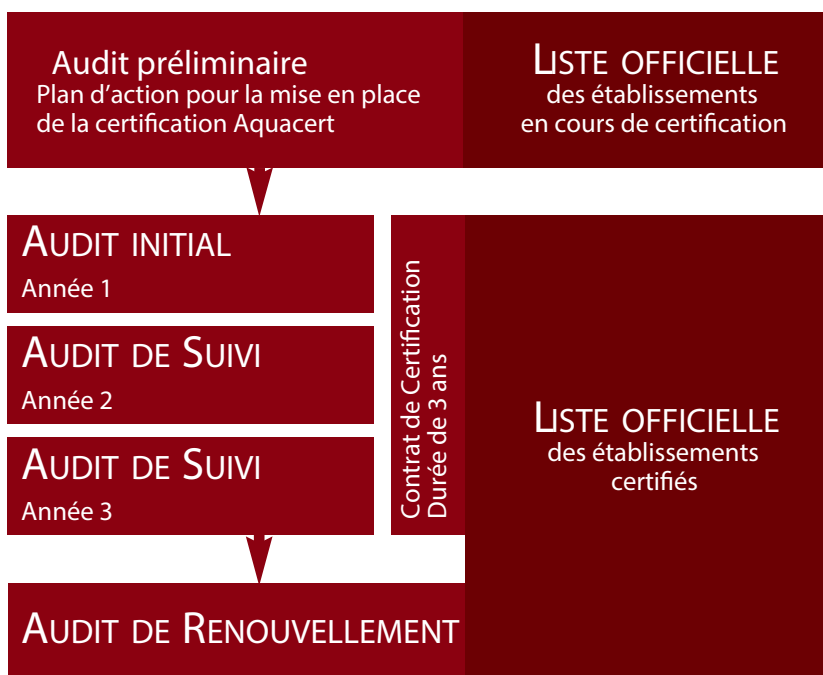 Audit préliminaire
Plan d'action pour la mise en place
de la certification Aquacert
LISTE OFFICIELLE
des établissements
en cours de certification
AUDIT INITIAL
Année 1
AUDIT DE SUIVI
Année 2
AUDIT DE SUIVI
Année 3
Contrat de Certification
Durée de 3 ans
LISTE OFFICIELLE
des établissements
certifiés
AUDIT DE RENOUVELLEMENT